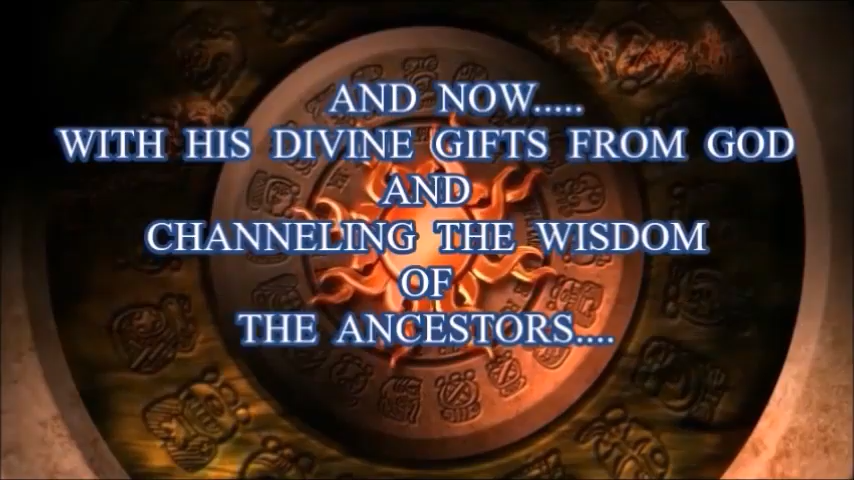 AND NOW.....
WITH HIS DIVINE GIFTS FROM GOD
AND
CHANNELING THE WISDOM
OF
THE ANCESTORS....